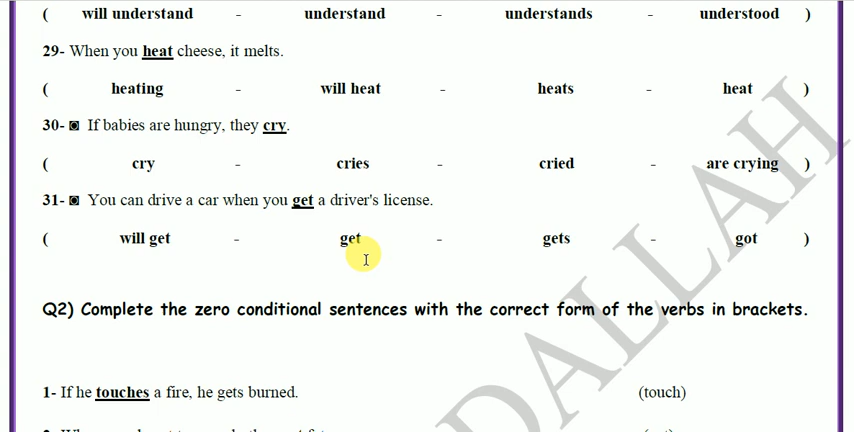 ( will understand - understand - understands - understood )
29- When you heat cheese, it melts.
( heating - will heat - heats - heat )
30- ◙ If babies are hungry, they cry.
( cry - cries - cried - are crying )
31- ◙ You can drive a car when you get a driver's license.
( will get - get - gets - got )
Q2) Complete the zero conditional sentences with the correct form of the verbs in brackets.
1- If he touches a fire, he gets burned. (touch)
DALLAH